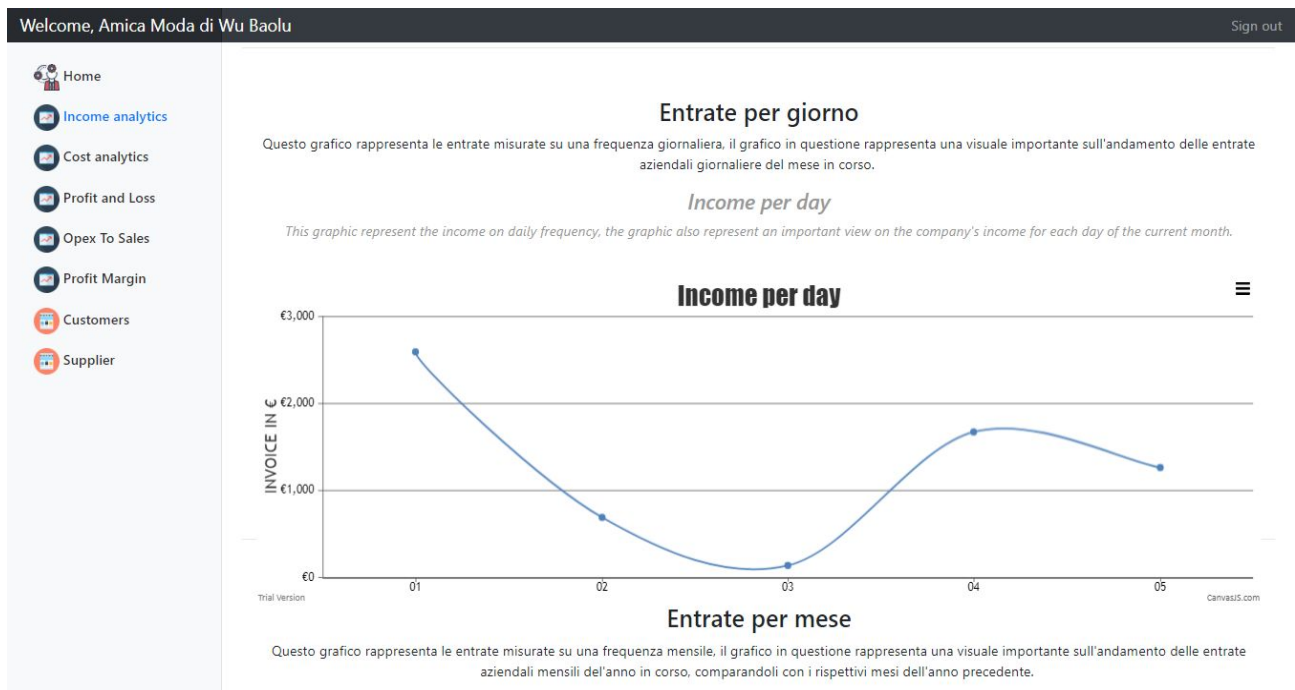 Welcome, Amica Moda di Wu Baolu
Sign out
Home
Income analytics
Cost analytics
Profit and Loss
Opex To Sales
Profit Margin
Customers
Supplier
Entrate per giorno
Questo grafico rappresenta le entrate misurate su una frequenza giornaliera, il grafico in questione rappresenta una visuale importante sull'andamento delle entrate
aziendali giornaliere del mese in corso.
Income per day
This graphic represent the income on daily frequency, the graphic also represent an important view on the company's income for each day of the current month.
Income per day
INVOICE IN €
€3,000
€2,000
€1,000
€0
01 02 03 04 05
Trial Version
CanvasJS.com
Entrate per mese
Questo grafico rappresenta le entrate misurate su una frequenza mensile, il grafico in questione rappresenta una visuale importante sull'andamento delle entrate
aziendali mensili del'anno in corso, comparandoli con i rispettivi mesi dell'anno precedente.